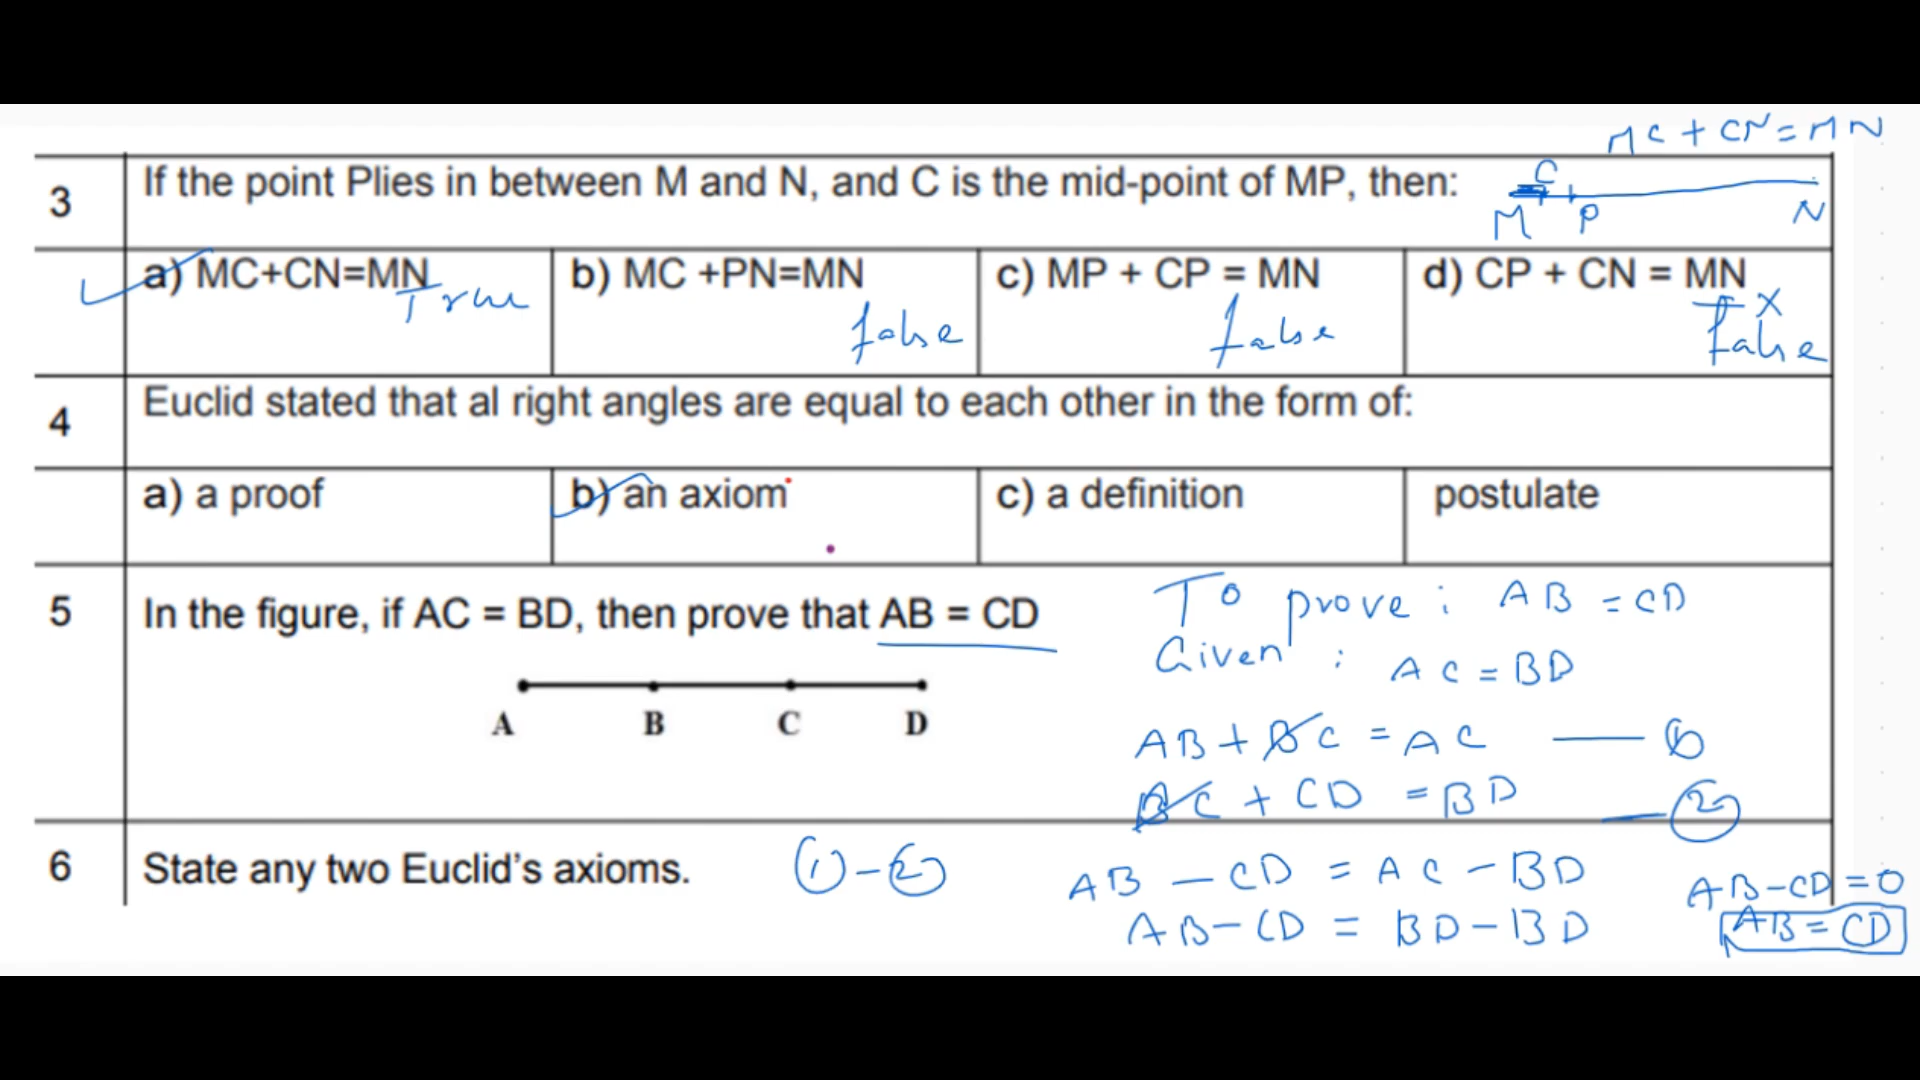 MC + CN = MN
3 If the point Plies in between M and N, and C is the mid-point of MP, then:
C
M P N
a) MC+CN=MN b) MC +PN=MN c) MP + CP = MN d) CP + CN = MN
True false false x false
4 Euclid stated that al right angles are equal to each other in the form of:
a) a proof b) an axiom c) a definition postulate
5 In the figure, if AC = BD, then prove that AB = CD
To prove : AB = CD
Given : AC = BD
A B C D
AB + BC = AC — ①
BC + CD = BD — ②
6 State any two Euclid's axioms.
① - ② AB - CD = AC - BD
AB - CD = BD - BD
AB - CD = 0
AB = CD